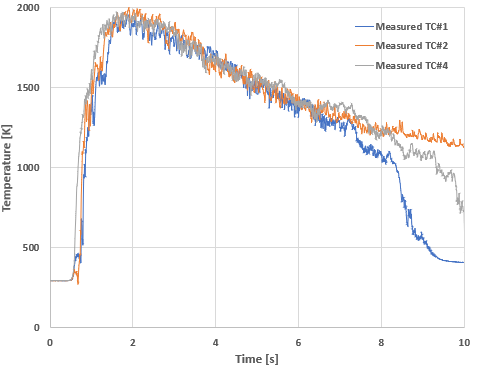 2000
1500
1000
500
0
Temperature [K]
Measured TC#1
Measured TC#2
Measured TC#4
0 2 4 6 8 10
Time [s]